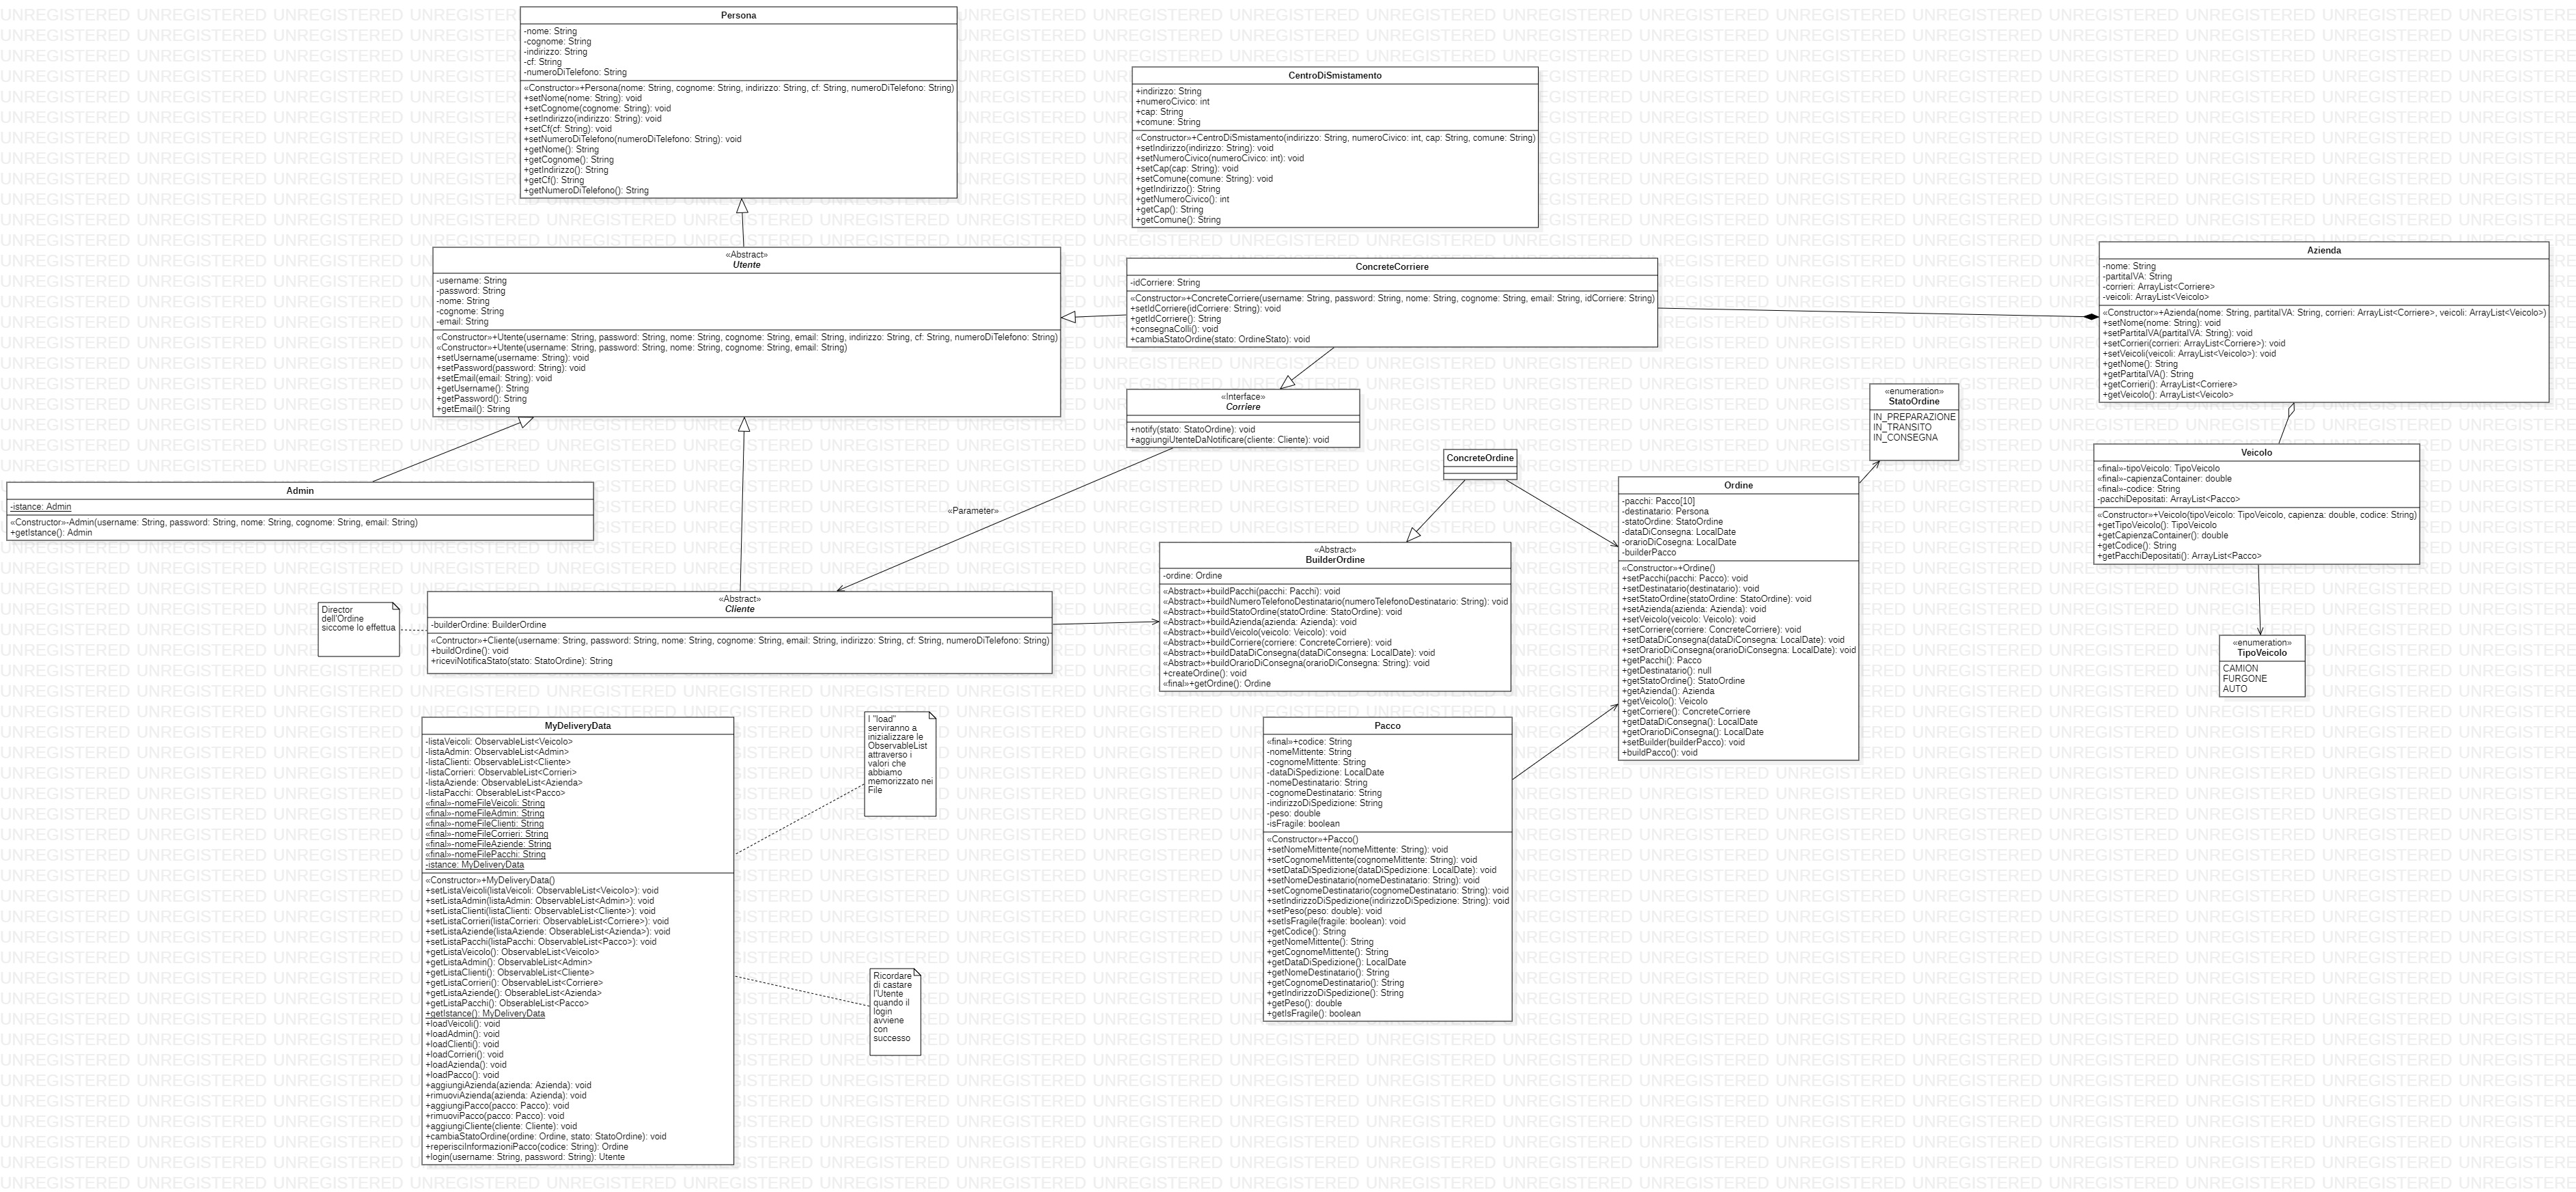 Persona
-nome: String
-cognome: String
-indirizzo: String
-cf: String
-numeroDiTelefono: String
«Constructor»+Persona(nome: String, cognome: String, indirizzo: String, cf: String, numeroDiTelefono: String)
+setNome(nome: String): void
+setCognome(cognome: String): void
+setIndirizzo(indirizzo: String): void
+setCf(cf: String): void
+setNumeroDiTelefono(numeroDiTelefono: String): void
+getNome(): String
+getCognome(): String
+getIndirizzo(): String
+getCf(): String
+getNumeroDiTelefono(): String
CentroDiSmistamento
+indirizzo: String
+numeroCivico: int
+cap: String
+comune: String
«Constructor»+CentroDiSmistamento(indirizzo: String, numeroCivico: int, cap: String, comune: String)
+setIndirizzo(indirizzo: String): void
+setNumeroCivico(numeroCivico: int): void
+setCap(cap: String): void
+setComune(comune: String): void
+getIndirizzo(): String
+getNumeroCivico(): int
+getCap(): String
+getComune(): String
«Abstract»
Utente
-username: String
-password: String
-nome: String
-cognome: String
-email: String
«Constructor»+Utente(username: String, password: String, nome: String, cognome: String, email: String, indirizzo: String, cf: String, numeroDiTelefono: String)
«Constructor»+Utente(username: String, password: String, nome: String, cognome: String, email: String)
+setUsername(username: String): void
+setPassword(password: String): void
+setEmail(email: String): void
+getUsername(): String
+getPassword(): String
+getEmail(): String
ConcreteCorriere
-idCorriere: String
«Constructor»+ConcreteCorriere(username: String, password: String, nome: String, cognome: String, email: String, idCorriere: String)
+setIdCorriere(idCorriere: String): void
+getIdCorriere(): String
+consegnaColli(): void
+cambiaStatoOrdine(stato: OrdineStato): void
Azienda
-nome: String
-partitaIVA: String
-corrieri: ArrayList<Corriere>
-veicoli: ArrayList<Veicolo>
«Constructor»+Azienda(nome: String, partitaIVA: String, corrieri: ArrayList<Corriere>, veicoli: ArrayList<Veicolo>)
+setNome(nome: String): void
+setPartitaIVA(partitaIVA: String): void
+setCorrieri(corrieri: ArrayList<Corriere>): void
+setVeicoli(veicoli: ArrayList<Veicolo>): void
+getNome(): String
+getPartitaIVA(): String
+getCorrieri(): ArrayList<Corriere>
+getVeicolo(): ArrayList<Veicolo>
«Interface»
Corriere
+notify(stato: StatoOrdine): void
+aggiungiUtenteDaNotificare(cliente: Cliente): void
«enumeration»
StatoOrdine
IN_PREPARAZIONE
IN_TRANSITO
IN_CONSEGNA
Veicolo
«final»-tipoVeicolo: TipoVeicolo
«final»-capienzaContainer: double
«final»-codice: String
-pacchiDepositati: ArrayList<Pacco>
«Constructor»+Veicolo(tipoVeicolo: TipoVeicolo, capienza: double, codice: String)
+getTipoVeicolo(): TipoVeicolo
+getCapienzaContainer(): double
+getCodice(): String
+getPacchiDepositati(): ArrayList<Pacco>
ConcreteOrdine
Admin
-istance: Admin
«Constructor»-Admin(username: String, password: String, nome: String, cognome: String, email: String)
+getIstance(): Admin
«Parameter»
Ordine
-pacchi: Pacco[10]
-destinatario: Persona
-statoOrdine: StatoOrdine
-dataDiConsegna: LocalDate
-orarioDiCosegna: LocalDate
-builderPacco
«Constructor»+Ordine()
+setPacchi(pacchi: Pacco): void
+setDestinatario(destinatario): void
+setStatoOrdine(statoOrdine: StatoOrdine): void
+setAzienda(azienda: Azienda): void
+setVeicolo(veicolo: Veicolo): void
+setCorriere(corriere: ConcreteCorriere): void
+setDataDiConsegna(dataDiConsegna: LocalDate): void
+setOrarioDiConsegna(orarioDiConsegna: LocalDate): void
+getPacchi(): Pacco
+getDestinatario(): null
+getStatoOrdine(): StatoOrdine
+getAzienda(): Azienda
+getVeicolo(): Veicolo
+getCorriere(): ConcreteCorriere
+getDataDiConsegna(): LocalDate
+getOrarioDiConsegna(): LocalDate
+setBuilder(builderPacco): void
+buildPacco(): void
«Abstract»
BuilderOrdine
-ordine: Ordine
«Abstract»+buildPacchi(pacchi: Pacchi): void
«Abstract»+buildNumeroTelefonoDestinatario(numeroTelefonoDestinatario: String): void
«Abstract»+buildStatoOrdine(statoOrdine: StatoOrdine): void
«Abstract»+buildAzienda(azienda: Azienda): void
«Abstract»+buildVeicolo(veicolo: Veicolo): void
«Abstract»+buildCorriere(corriere: ConcreteCorriere): void
«Abstract»+buildDataDiConsegna(dataDiConsegna: LocalDate): void
«Abstract»+buildOrarioDiConsegna(orarioDiConsegna: String): void
+createOrdine(): void
«final»+getOrdine(): Ordine
Director
dell'Ordine
siccome lo effettua
«Abstract»
Cliente
-builderOrdine: BuilderOrdine
«Contructor»+Cliente(username: String, password: String, nome: String, cognome: String, email: String, indirizzo: String, cf: String, numeroDiTelefono: String)
+buildOrdine(): void
+riceviNotificaStato(stato: StatoOrdine): String
«enumeration»
TipoVeicolo
CAMION
FURGONE
AUTO
MyDeliveryData
-listaVeicoli: ObservableList<Veicolo>
-listaAdmin: ObservableList<Admin>
-listaClienti: ObservableList<Cliente>
-listaCorrieri: ObservableList<Corrieri>
-listaAziende: ObservableList<Azienda>
-listaPacchi: ObserableList<Pacco>
«final»-nomeFileVeicoli: String
«final»-nomeFileAdmin: String
«final»-nomeFileClienti: String
«final»-nomeFileCorrieri: String
«final»-nomeFileAziende: String
«final»-nomeFilePacchi: String
-istance: MyDeliveryData
«Constructor»+MyDeliveryData()
+setListaVeicoli(listaVeicoli: ObservableList<Veicolo>): void
+setListaAdmin(listaAdmin: ObservableList<Admin>): void
+setListaClienti(listaClienti: ObservableList<Cliente>): void
+setListaCorrieri(listaCorrieri: ObservableList<Corriere>): void
+setListaAziende(listaAziende: ObserableList<Azienda>): void
+setListaPacchi(listaPacchi: ObservableList<Pacco>): void
+getListaVeicolo(): ObservableList<Veicolo>
+getListaAdmin(): ObservableList<Admin>
+getListaClienti(): ObservableList<Cliente>
+getListaCorrieri(): ObservableList<Corriere>
+getListaAziende(): ObserableList<Azienda>
+getListaPacchi(): ObserableList<Pacco>
+getIstance(): MyDeliveryData
+loadVeicoli(): void
+loadAdmin(): void
+loadClienti(): void
+loadCorrieri(): void
+loadAzienda(): void
+loadPacco(): void
+aggiungiAzienda(azienda: Azienda): void
+rimuoviAzienda(azienda: Azienda): void
+aggiungiPacco(pacco: Pacco): void
+rimuoviPacco(pacco: Pacco): void
+aggiungiCliente(cliente: Cliente): void
+cambiaStatoOrdine(ordine: Ordine, stato: StatoOrdine): void
+reperisciInformazioniPacco(codice: String): Ordine
+login(username: String, password: String): Utente
I "load"
serviranno a
inizializzare le
ObservableList
attraverso i
valori che
abbiamo
memorizzato nei
File
Ricordare
di castare
l'Utente
quando il
login
avviene
con
successo
Pacco
«final»+codice: String
-nomeMittente: String
-cognomeMittente: String
-dataDiSpedizione: LocalDate
-nomeDestinatario: String
-cognomeDestinatario: String
-indirizzoDiSpedizione: String
-peso: double
-isFragile: boolean
«Constructor»+Pacco()
+setNomeMittente(nomeMittente: String): void
+setCognomeMittente(cognomeMittente: String): void
+setDataDiSpedizione(dataDiSpedizione: LocalDate): void
+setNomeDestinatario(nomeDestinatario: String): void
+setCognomeDestinatario(cognomeDestinatario: String): void
+setIndirizzoDiSpedizione(indirizzoDiSpedizione: String): void
+setPeso(peso: double): void
+setIsFragile(fragile: boolean): void
+getCodice(): String
+getNomeMittente(): String
+getCognomeMittente(): String
+getDataDiSpedizione(): LocalDate
+getNomeDestinatario(): String
+getCognomeDestinatario(): String
+getIndirizzoDiSpedizione(): String
+getPeso(): double
+getIsFragile(): boolean
UNREGISTERED